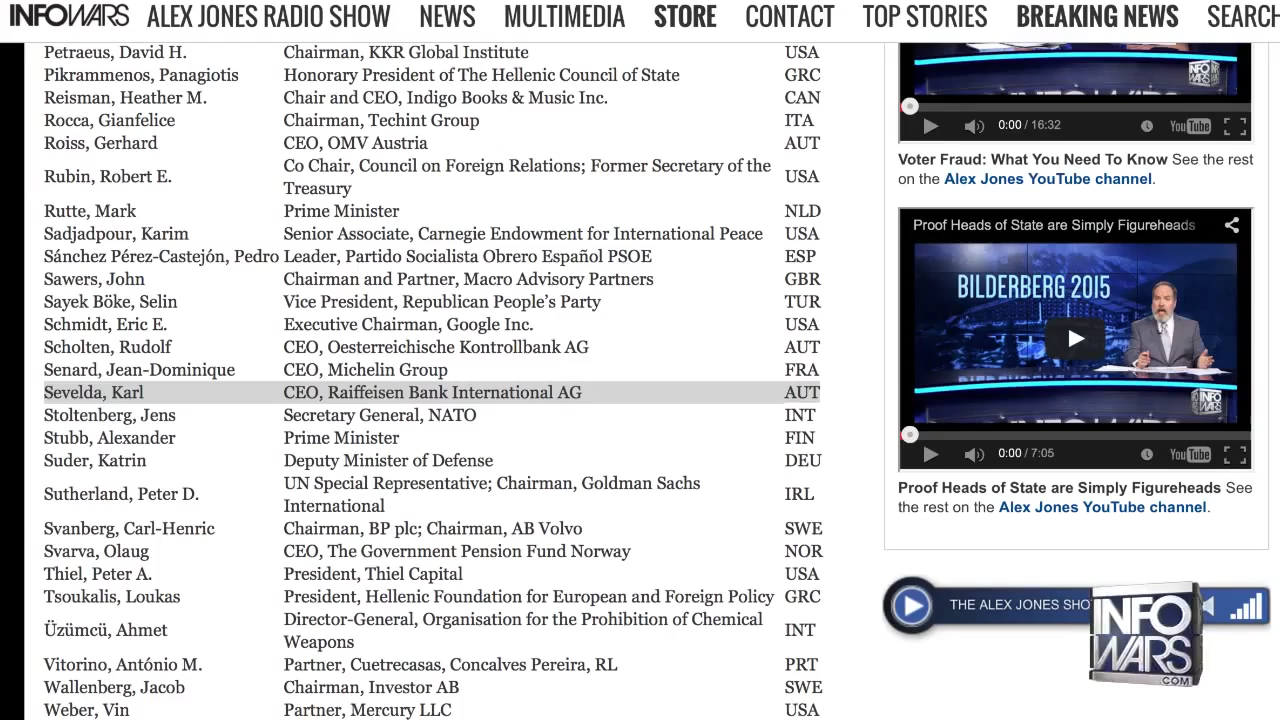 INFOWARS ALEX JONES RADIO SHOW NEWS MULTIMEDIA STORE CONTACT TOP STORIES BREAKING NEWS SEARCH
Petraeus, David H. Chairman, KKR Global Institute USA
Pikrammenos, Panagiotis Honorary President of The Hellenic Council of State GRC
Reisman, Heather M. Chair and CEO, Indigo Books & Music Inc. CAN
Rocca, Gianfelice Chairman, Techint Group ITA
Roiss, Gerhard CEO, OMV Austria AUT
Rubin, Robert E. Co Chair, Council on Foreign Relations; Former Secretary of the
Treasury USA
Rutte, Mark Prime Minister NLD
Sadjadpour, Karim Senior Associate, Carnegie Endowment for International Peace USA
Sánchez Pérez-Castejón, Pedro Leader, Partido Socialista Obrero Español PSOE ESP
Sawers, John Chairman and Partner, Macro Advisory Partners GBR
Sayek Böke, Selin Vice President, Republican People’s Party TUR
Schmidt, Eric E. Executive Chairman, Google Inc. USA
Scholten, Rudolf CEO, Oesterreichische Kontrollbank AG AUT
Senard, Jean-Dominique CEO, Michelin Group FRA
Sevelda, Karl CEO, Raiffeisen Bank International AG AUT
Stoltenberg, Jens Secretary General, NATO INT
Stubb, Alexander Prime Minister FIN
Suder, Katrin Deputy Minister of Defense DEU
Sutherland, Peter D. UN Special Representative; Chairman, Goldman Sachs
International IRL
Svanberg, Carl-Henric Chairman, BP plc; Chairman, AB Volvo SWE
Svarva, Olaug CEO, The Government Pension Fund Norway NOR
Thiel, Peter A. President, Thiel Capital USA
Tsoukalis, Loukas President, Hellenic Foundation for European and Foreign Policy GRC
Üzümcü, Ahmet Director-General, Organisation for the Prohibition of Chemical
Weapons INT
Vitorino, António M. Partner, Cuetrecasas, Concalves Pereira, RL PRT
Wallenberg, Jacob Chairman, Investor AB SWE
Weber, Vin Partner, Mercury LLC USA
INFO
WARS
0:00 / 16:32 YouTube
Voter Fraud: What You Need To Know See the rest
on the Alex Jones YouTube channel.
Proof Heads of State are Simply Figureheads
BILDERBERG 2015
INFO
WARS
0:00 / 7:05 YouTube
Proof Heads of State are Simply Figureheads See
the rest on the Alex Jones YouTube channel.
THE ALEX JONES SHO
INFO
WARS
.COM